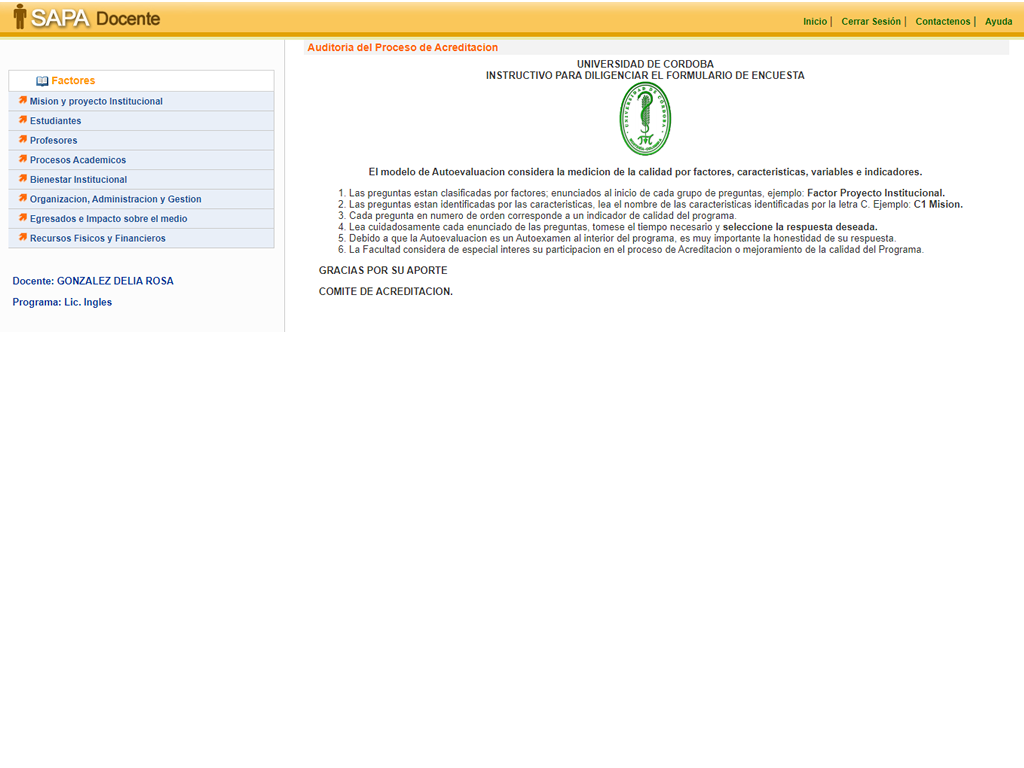 SAPA Docente
Inicio | Cerrar Sesión | Contactenos | Ayuda
Factores
Mision y proyecto Institucional
Estudiantes
Profesores
Procesos Academicos
Bienestar Institucional
Organizacion, Administracion y Gestion
Egresados e Impacto sobre el medio
Recursos Fisicos y Financieros
Docente: GONZALEZ DELIA ROSA
Programa: Lic. Ingles
Auditoria del Proceso de Acreditacion
UNIVERSIDAD DE CORDOBA
INSTRUCTIVO PARA DILIGENCIAR EL FORMULARIO DE ENCUESTA
UNIVERSIDAD DE CORDOBA
El modelo de Autoevaluacion considera la medicion de la calidad por factores, caracteristicas, variables e indicadores.
1. Las preguntas estan clasificadas por factores; enunciados al inicio de cada grupo de preguntas, ejemplo: Factor Proyecto Institucional.
2. Las preguntas estan identificadas por las caracteristicas, lea el nombre de las caracteristicas identificadas por la letra C. Ejemplo: C1 Mision.
3. Cada pregunta en numero de orden corresponde a un indicador de calidad del programa.
4. Lea cuidadosamente cada enunciado de las preguntas, tomese el tiempo necesario y seleccione la respuesta deseada.
5. Debido a que la Autoevaluacion es un Autoexamen al interior del programa, es muy importante la honestidad de su respuesta.
6. La Facultad considera de especial interes su participacion en el proceso de Acreditacion o mejoramiento de la calidad del Programa.
GRACIAS POR SU APORTE
COMITE DE ACREDITACION.